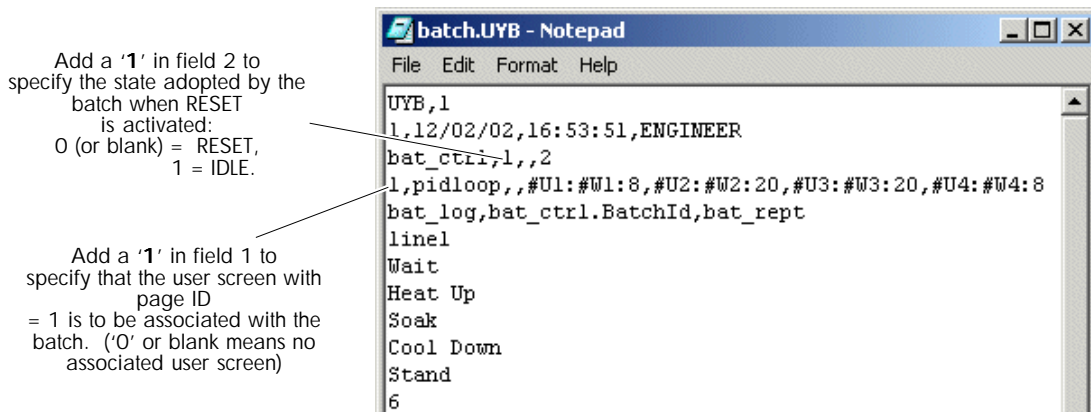 Add a '1' in field 2 to
specify the state adopted by the
batch when RESET
is activated:
0 (or blank) = RESET,
1 = IDLE.
Add a '1' in field 1 to
specify that the user screen with
page ID
= 1 is to be associated with the
batch. ('0' or blank means no
associated user screen)
batch.UYB - Notepad
File Edit Format Help
UYB,1
1,12/02/02,16:53:51,ENGINEER
bat_ctrl,1,,2
1,pidloop,,#U1:#W1:8,#U2:#W2:20,#U3:#W3:20,#U4:#W4:8
bat_log,bat_ctrl.BatchId,bat_rept
line1
Wait
Heat Up
Soak
Cool Down
Stand
6